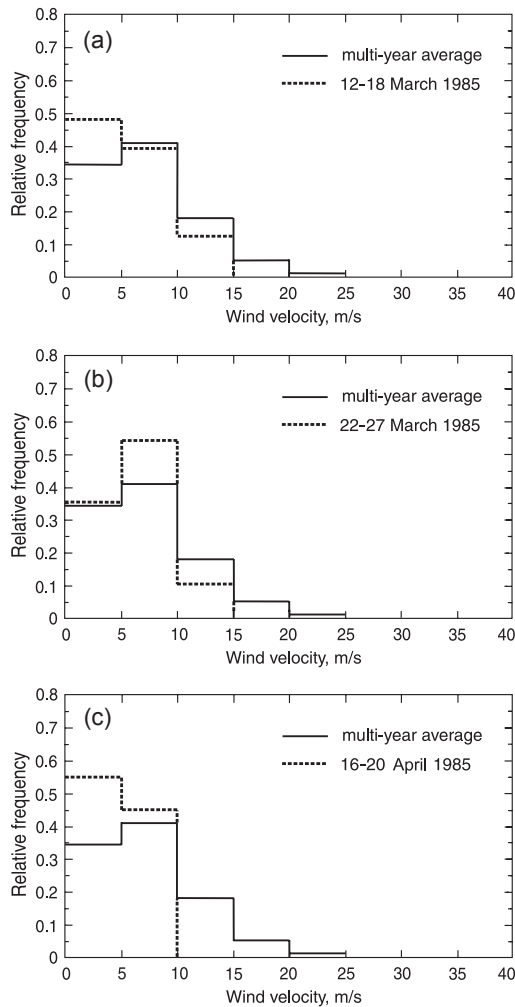 (a)
multi-year average
12–18 March 1985
Relative frequency
0.8
0.7
0.6
0.5
0.4
0.3
0.2
0.1
0
0 5 10 15 20 25 30 35 40
Wind velocity, m/s
(b)
multi-year average
22–27 March 1985
Relative frequency
0.8
0.7
0.6
0.5
0.4
0.3
0.2
0.1
0
0 5 10 15 20 25 30 35 40
Wind velocity, m/s
(c)
multi-year average
16–20 April 1985
Relative frequency
0.8
0.7
0.6
0.5
0.4
0.3
0.2
0.1
0
0 5 10 15 20 25 30 35 40
Wind velocity, m/s